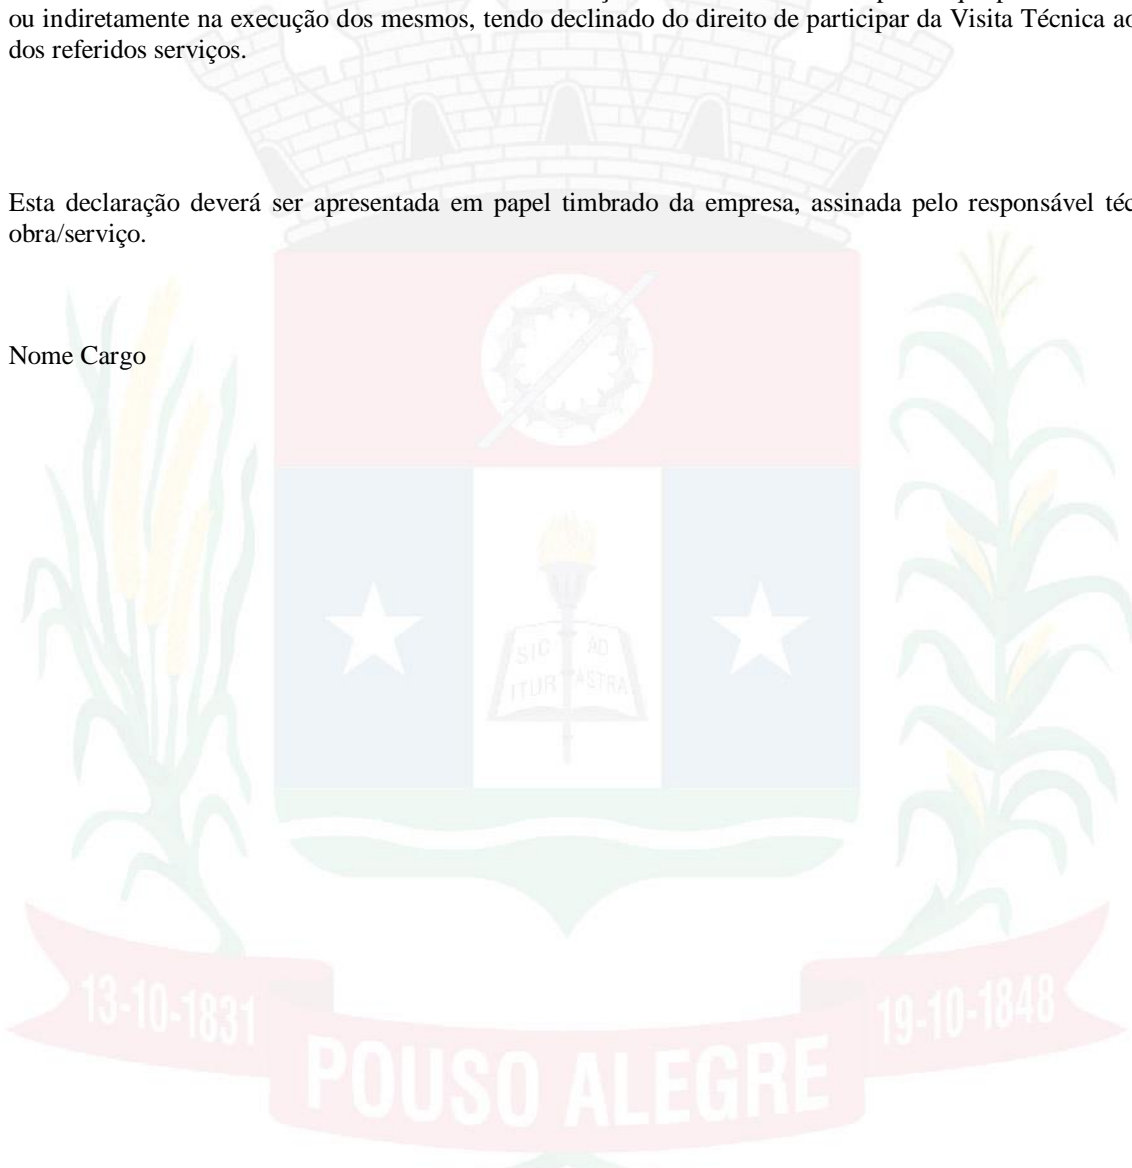 ou indiretamente na execução dos mesmos, tendo declinado do direito de participar da Visita Técnica ao
dos referidos serviços.
Esta declaração deverá ser apresentada em papel timbrado da empresa, assinada pelo responsável téc
obra/serviço.
Nome Cargo
SIC AD
ITUR ASTRA
13-10-1831
19-10-1848
POUSO ALEGRE